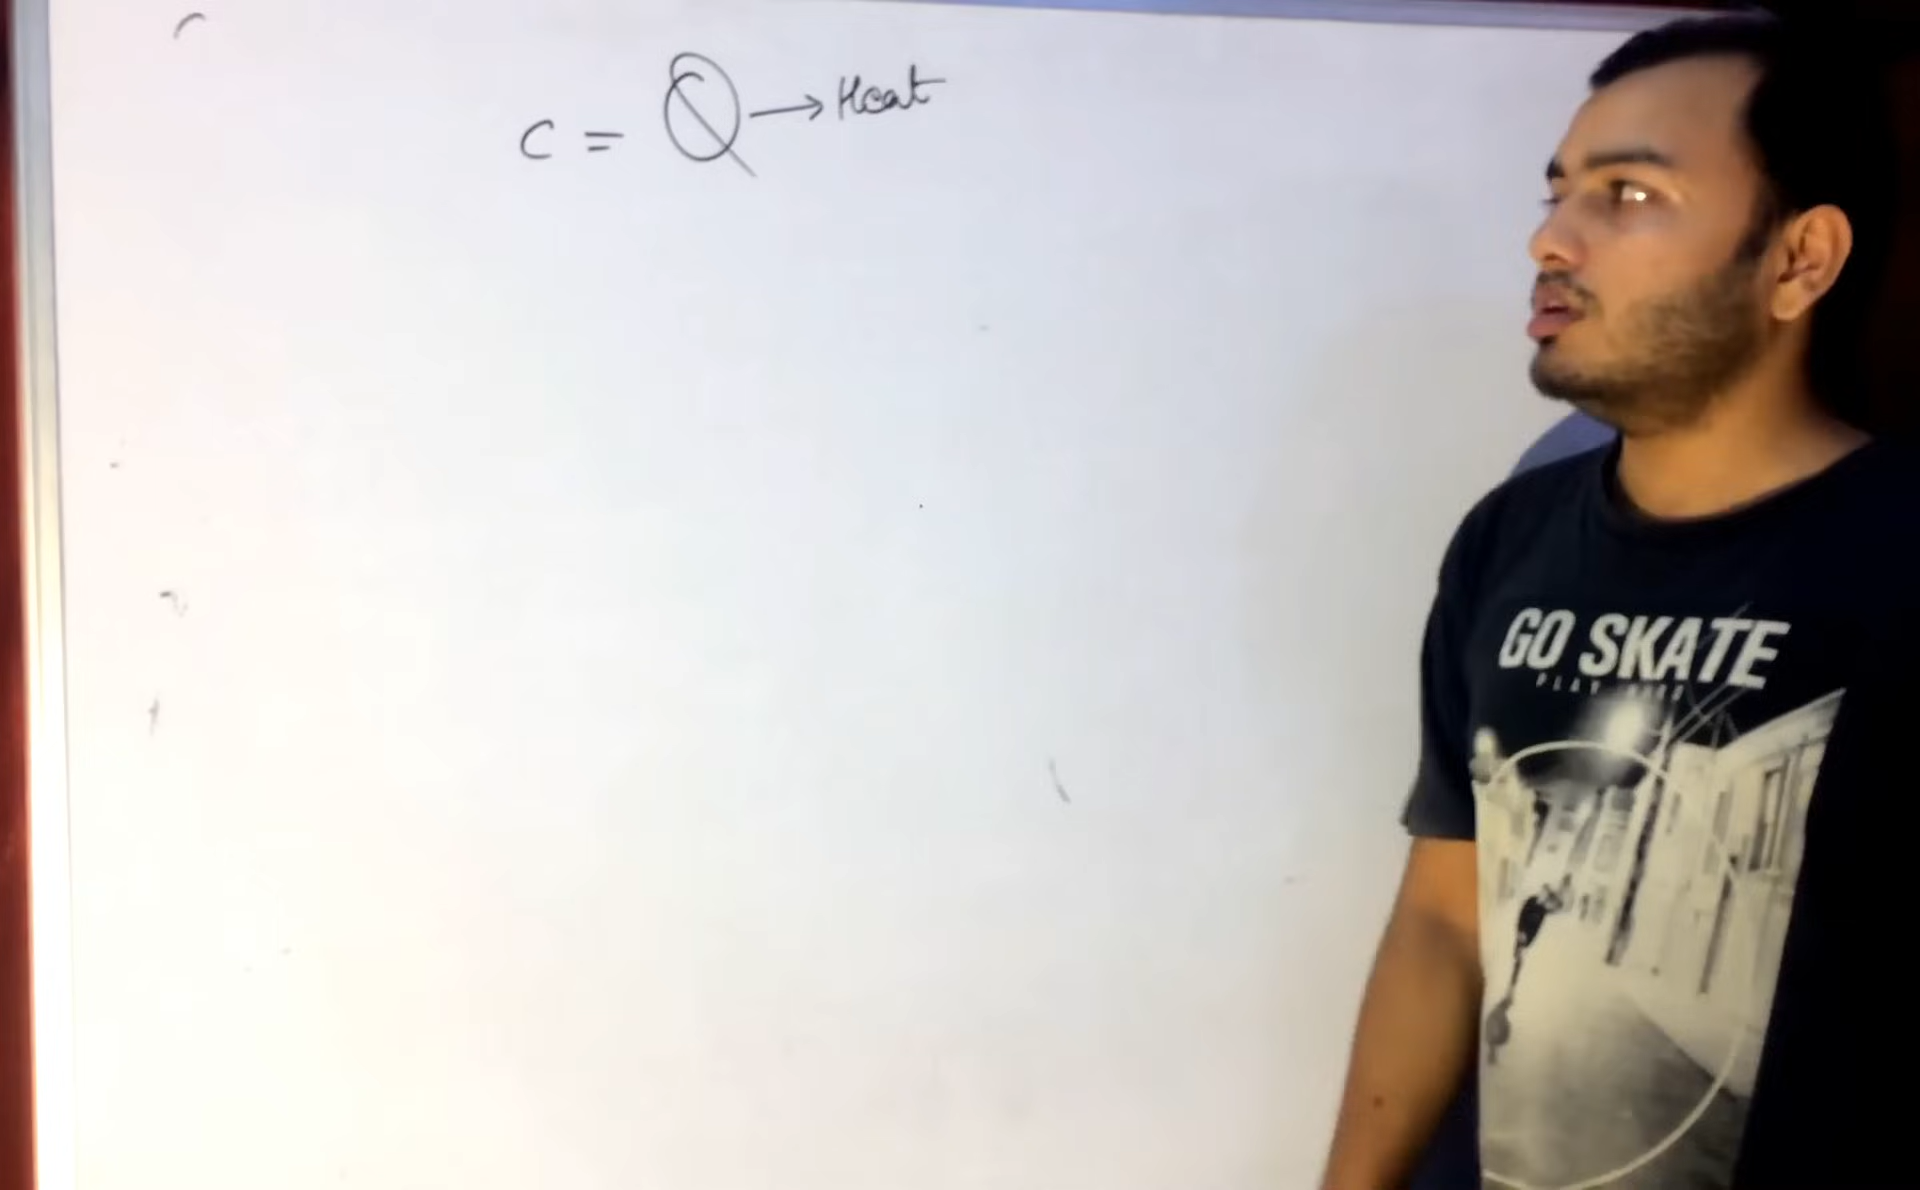 C = Q → Heat
GO SKATE